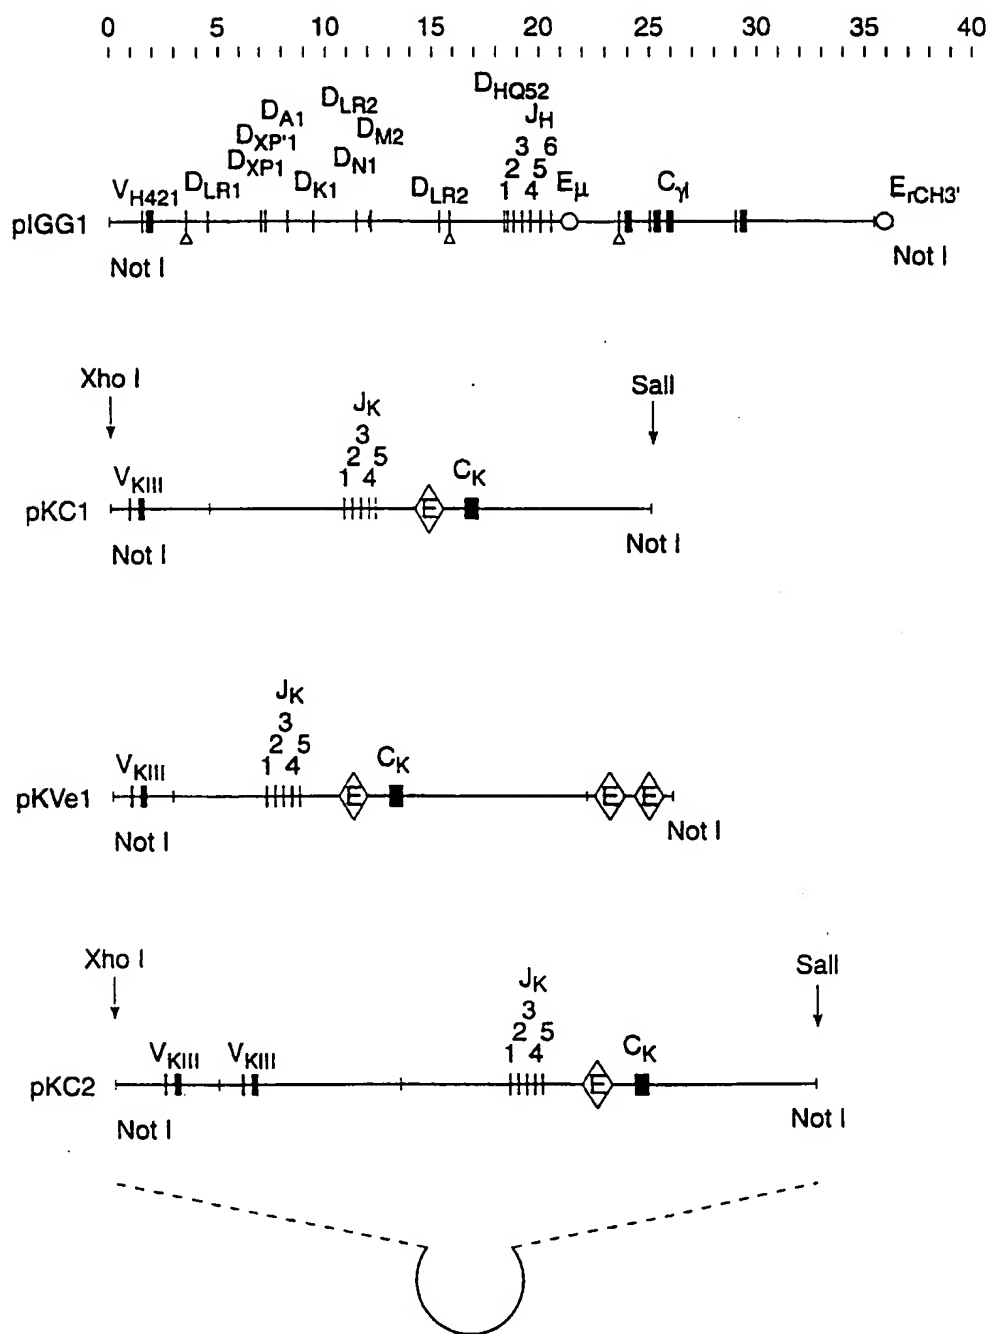 0 5 10 15 20 25 30 35 40
DHQ52
DLR2
DA1
JH
DM2
DXP'1
3 6
DN1
DXP1
2 5
VH421 DLR1 DK1 DLR2 1 4 Eμ CγI ErCH3'
pIGG1
Not I Not I
Xho I SalI
JK
3
2 5
1 4
VKIII E CK
pKC1
Not I Not I
JK
3
2 5
1 4
VKIII E CK E E
pKVe1
Not I Not I
Xho I SalI
JK
3
2 5
1 4
VKIII VKIII E CK
pKC2
Not I Not I